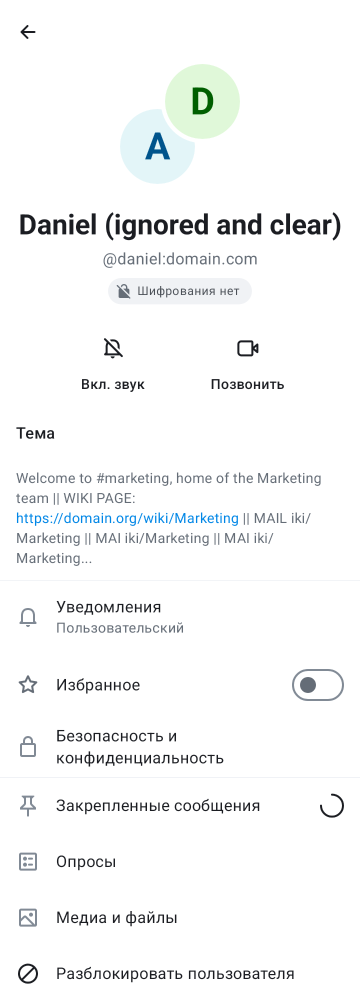 D
A
Daniel (ignored and clear)
@daniel:domain.com
Шифрования нет
Вкл. звук
Позвонить
Тема
Welcome to #marketing, home of the Marketing
team || WIKI PAGE:
https://domain.org/wiki/Marketing || MAIL iki/
Marketing || MAI iki/Marketing || MAI iki/
Marketing...
Уведомления
Пользовательский
Избранное
Безопасность и
конфиденциальность
Закрепленные сообщения
Опросы
Медиа и файлы
Разблокировать пользователя